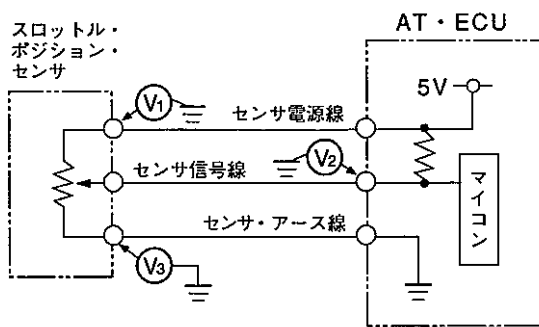 スロットル・
ポジション・
センサ
AT・ECU
V1
センサ電源線
5V
V2
センサ信号線
マイコン
センサ・アース線
V3